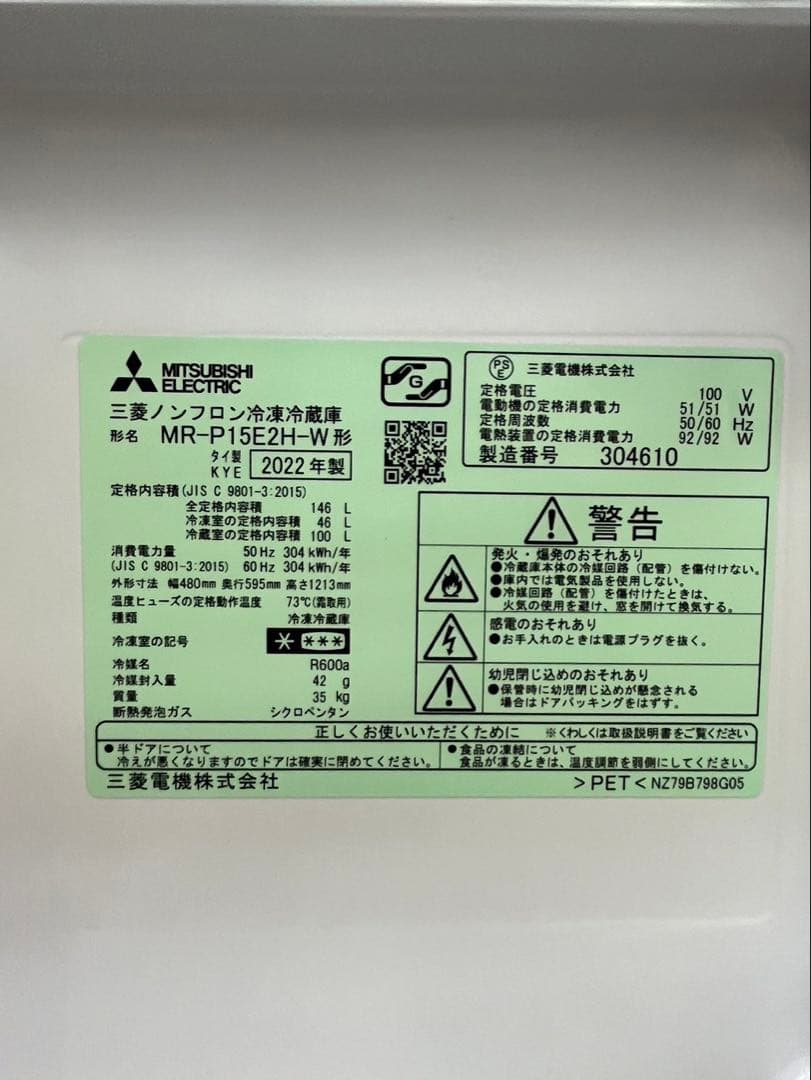 MITSUBISHI
ELECTRIC
三菱ノンフロン冷凍冷蔵庫
形名 MR-P15E2H-W形
タイ製
KYE 2022年製
定格内容積(JIS C 9801-3:2015)
全定格内容積 146 L
冷凍室の定格内容積 46 L
冷蔵室の定格内容積 100 L
消費電力量 50Hz 304kWh/年
(JIS C 9801-3:2015) 60Hz 304kWh/年
外形寸法 幅480mm 奥行595mm 高さ1213mm
温度ヒューズの定格動作温度 73℃(霜取用)
種類 冷凍冷蔵庫
冷凍室の記号 * ***
冷媒名 R600a
冷媒封入量 42 g
質量 35 kg
断熱発泡ガス シクロペンタン
G
PS
E
三菱電機株式会社
定格電圧 100 V
電動機の定格消費電力 51/51 W
定格周波数 50/60 Hz
電熱装置の定格消費電力 92/92 W
製造番号 304610
警告
発火・爆発のおそれあり
●冷蔵庫本体の冷媒回路(配管)を傷付けない。
●庫内では電気製品を使用しない。
●冷媒回路(配管)を傷付けたときは、
火気の使用を避け、窓を開けて換気する。
感電のおそれあり
●お手入れのときは電源プラグを抜く。
幼児閉じ込めのおそれあり
●保管時に幼児閉じ込めが懸念される
場合はドアパッキングをはずす。
正しくお使いいただくために ※くわしくは取扱説明書をご覧ください
●半ドアについて
冷えが悪くなりますのでドアは確実に閉めてください。
●食品の凍結について
食品が凍るときは、温度調節を弱側にしてください。
三菱電機株式会社
>PET< NZ79B798G05